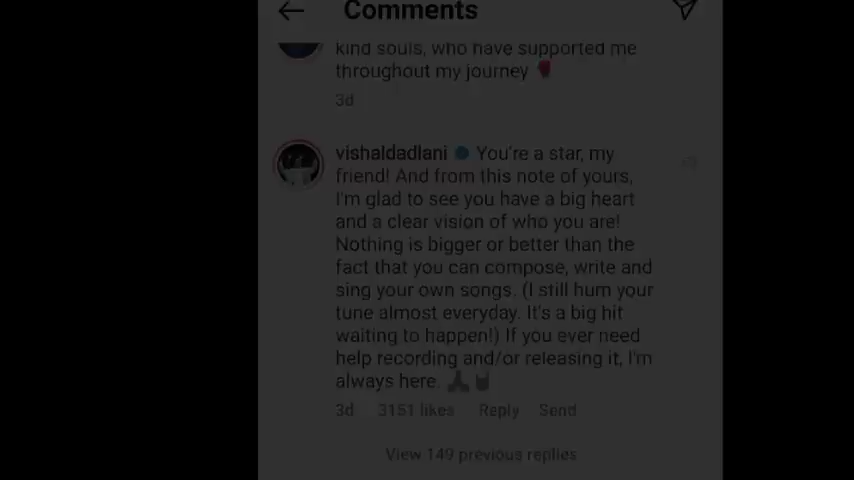 Comments
kind souls, who have supported me
throughout my journey
3d
vishaldadlani You're a star, my
friend! And from this note of yours,
I'm glad to see you have a big heart
and a clear vision of who you are!
Nothing is bigger or better than the
fact that you can compose, write and
sing your own songs. (I still hum your
tune almost everyday. It's a big hit
waiting to happen!) If you ever need
help recording and/or releasing it, I'm
always here. 🙏🤘
3d 3151 likes Reply Send
View 149 previous replies